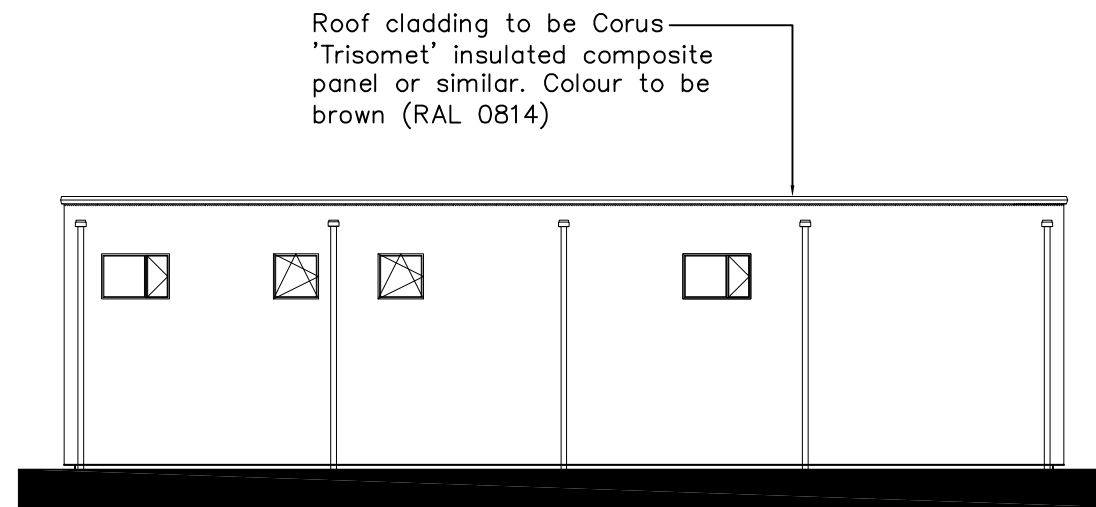 Roof cladding to be Corus
'Trisomet' insulated composite
panel or similar. Colour to be
brown (RAL 0814)